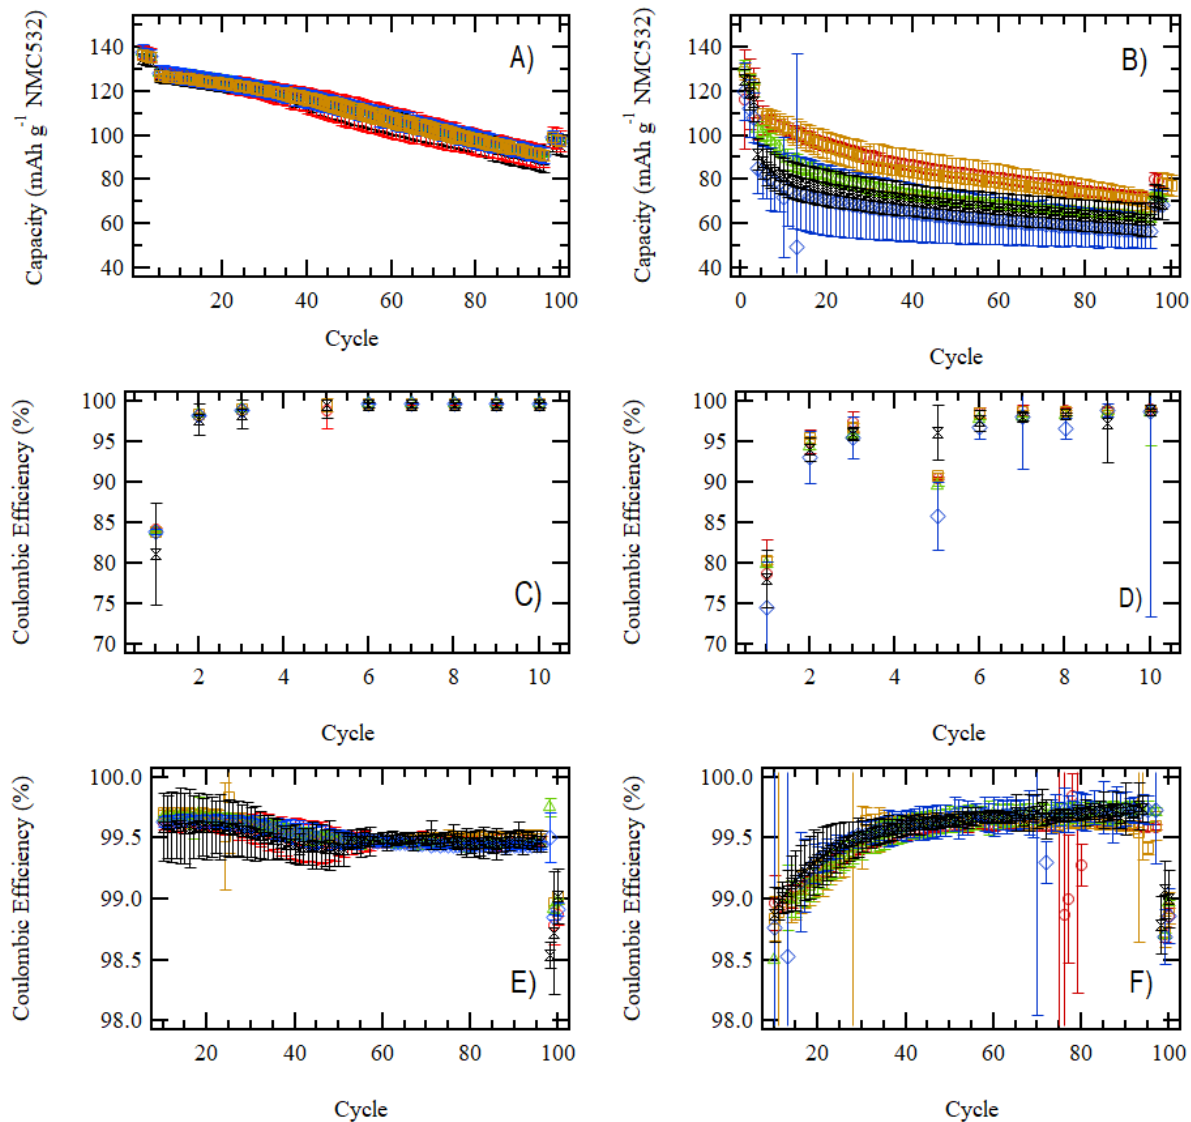 A)
Capacity (mAh g-1 NMC532)
140
120
100
80
60
40
20 40 60 80 100
Cycle
B)
Capacity (mAh g-1 NMC532)
140
120
100
80
60
40
0 20 40 60 80 100
Cycle
C)
Coulombic Efficiency (%)
100
95
90
85
80
75
70
2 4 6 8 10
Cycle
D)
Coulombic Efficiency (%)
100
95
90
85
80
75
70
2 4 6 8 10
Cycle
E)
Coulombic Efficiency (%)
100.0
99.5
99.0
98.5
98.0
20 40 60 80 100
Cycle
F)
Coulombic Efficiency (%)
100.0
99.5
99.0
98.5
98.0
20 40 60 80 100
Cycle